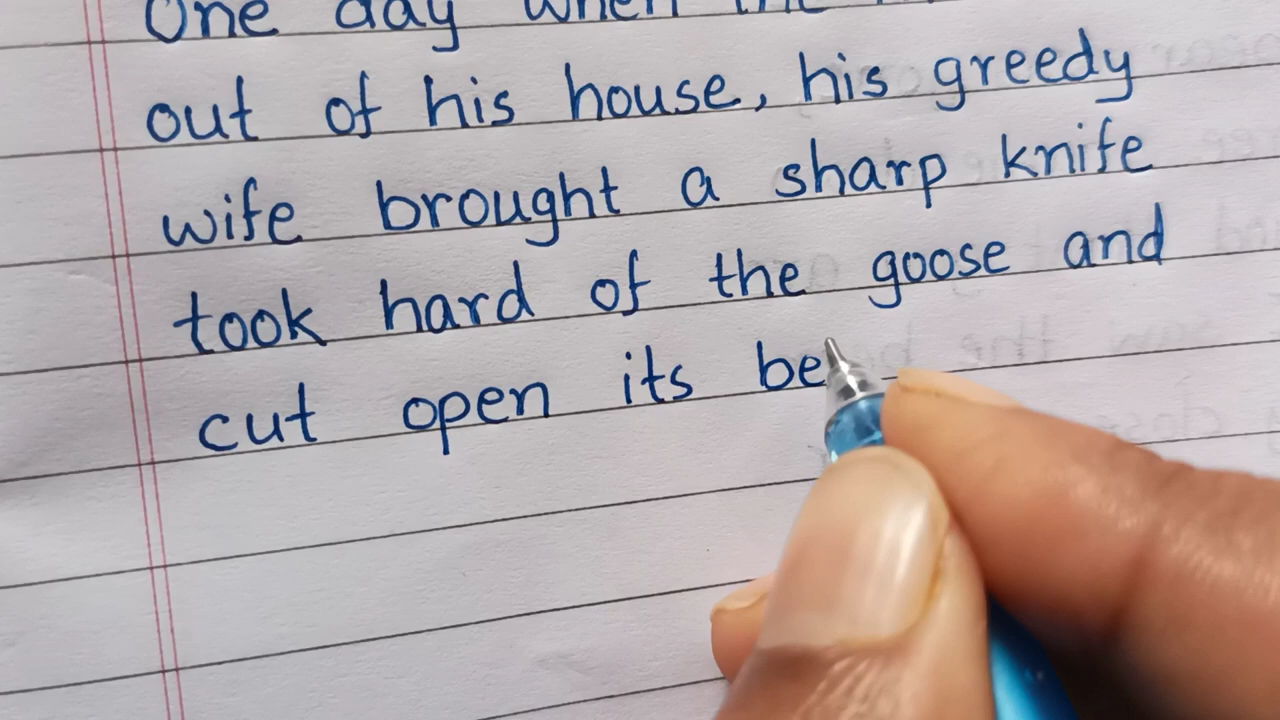 One day when the
out of his house, his greedy
wife brought a sharp knife
took hard of the goose and
cut open its be